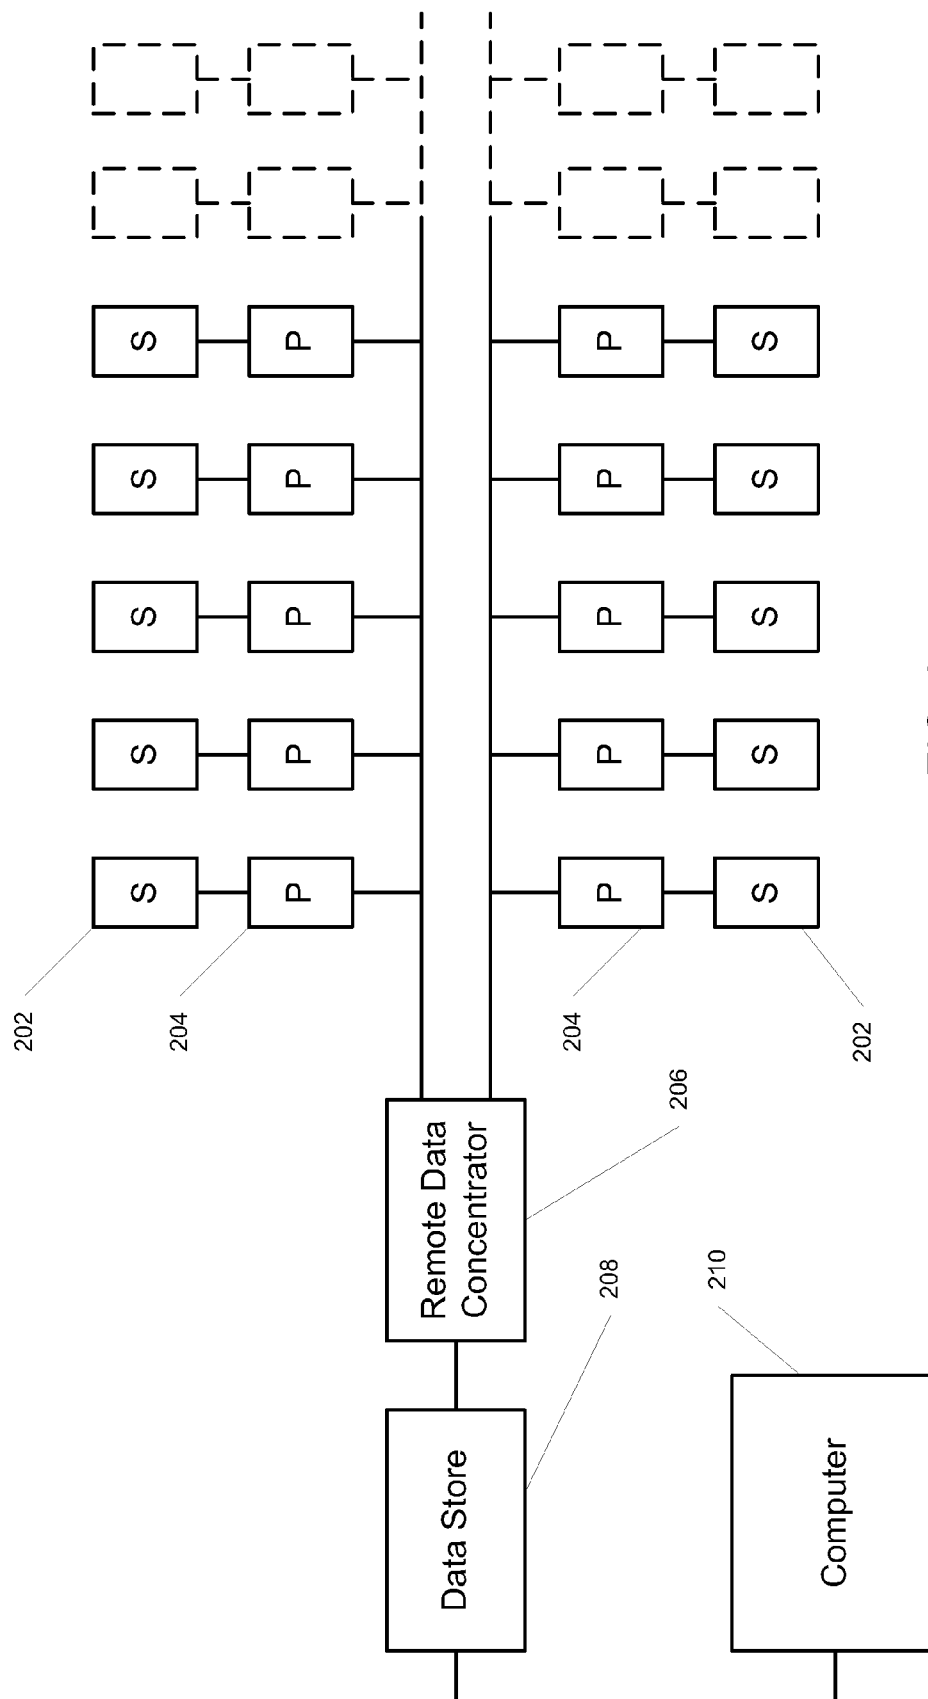 202
S S S S S
204
P P P P P
Data Store
Remote Data
Concentrator
204
P P P P P
208
206
210
S S S S S
Computer
202